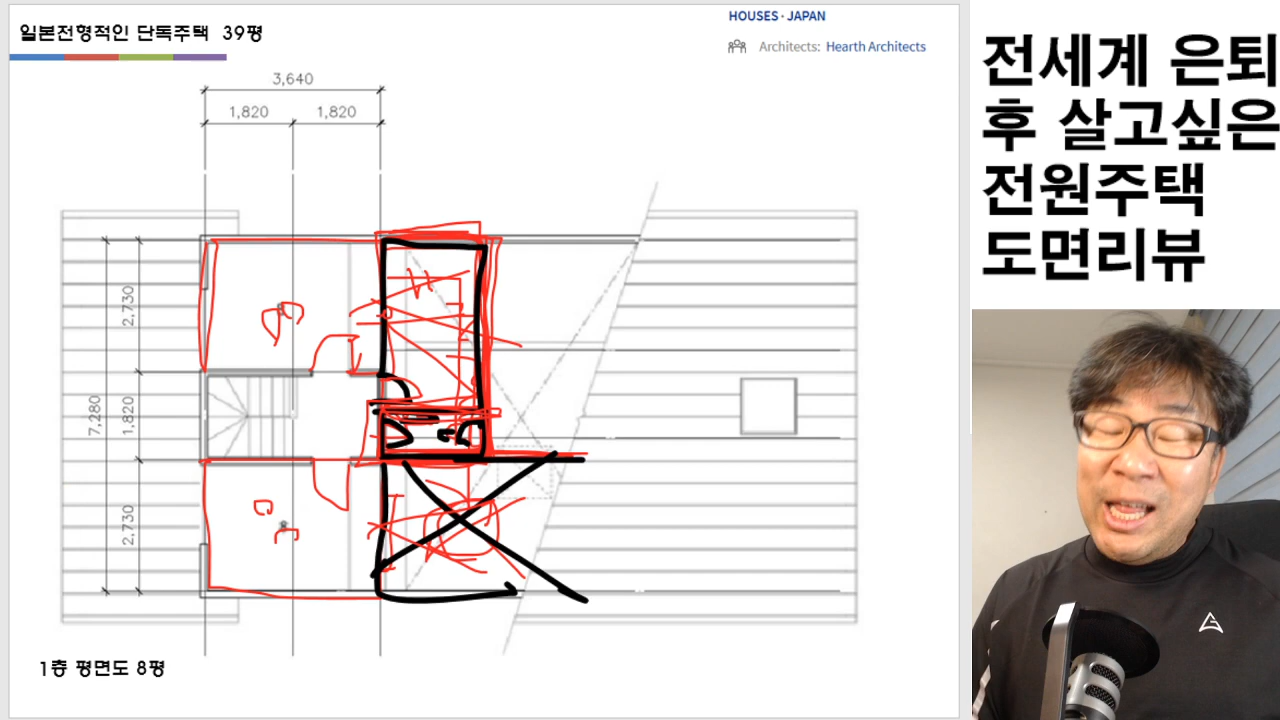 일본전형적인 단독주택 39평
HOUSES · JAPAN
Architects: Hearth Architects
전세계 은퇴
후 살고싶은
전원주택
도면리뷰
3,640
1,820 1,820
2,730
7,280
1,820
2,730
1층 평면도 8평